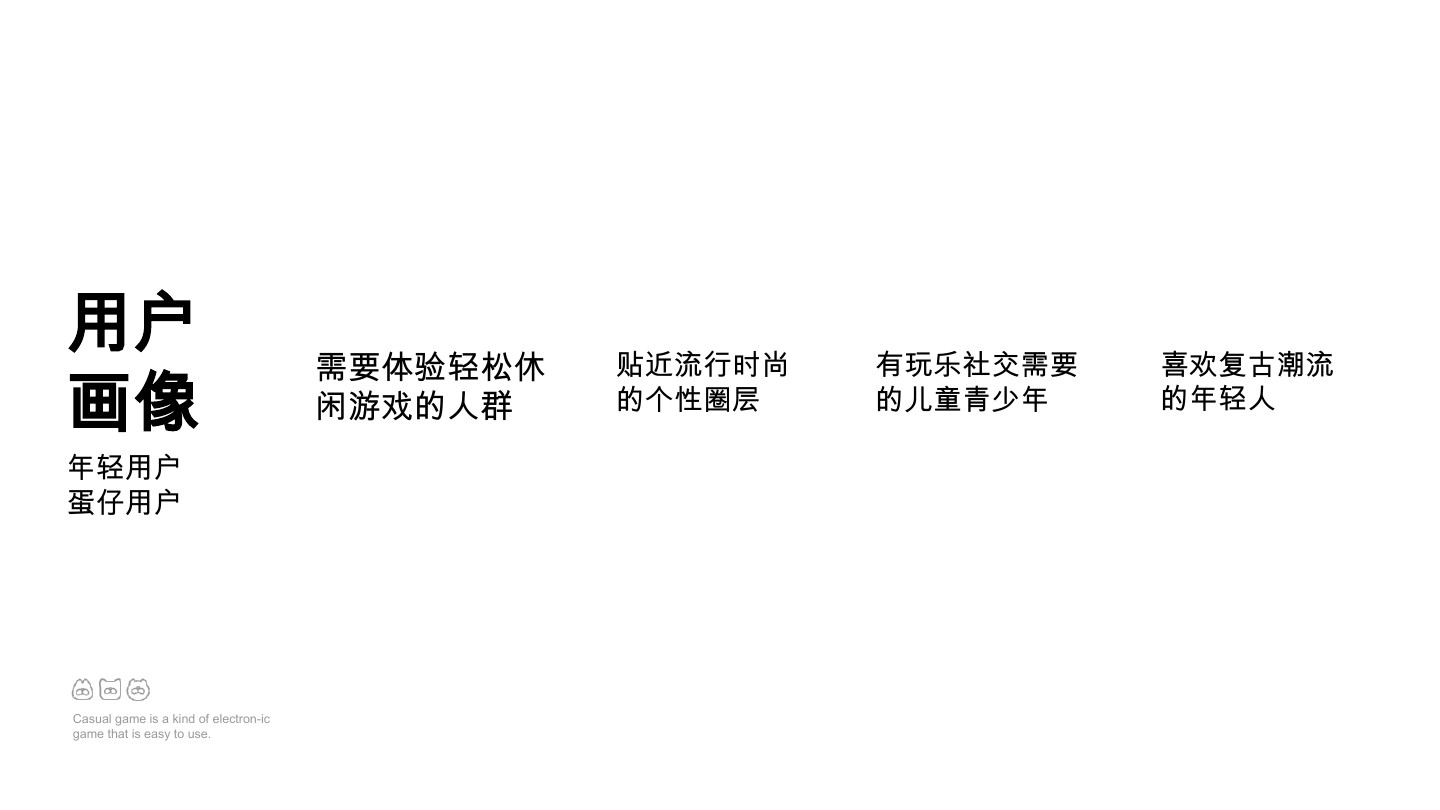 用户
画像
年轻用户
蛋仔用户
需要体验轻松休
闲游戏的人群
贴近流行时尚
的个性圈层
有玩乐社交需要
的儿童青少年
喜欢复古潮流
的年轻人
Casual game is a kind of electron-ic
game that is easy to use.